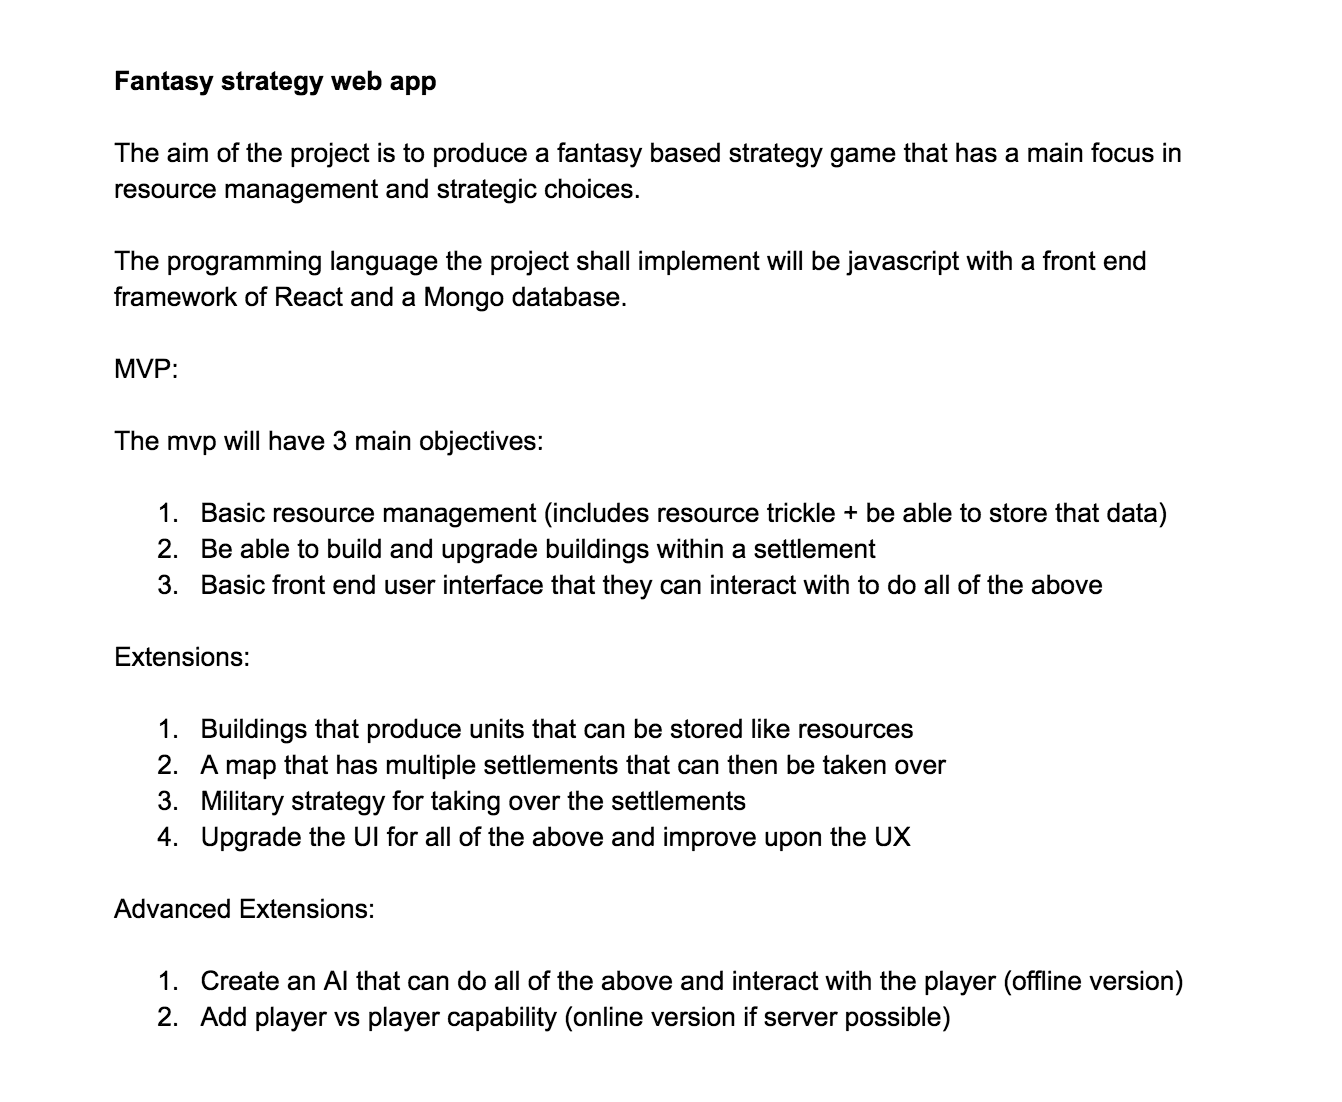 Fantasy strategy web app
The aim of the project is to produce a fantasy based strategy game that has a main focus in
resource management and strategic choices.
The programming language the project shall implement will be javascript with a front end
framework of React and a Mongo database.
MVP:
The mvp will have 3 main objectives:
1. Basic resource management (includes resource trickle + be able to store that data)
2. Be able to build and upgrade buildings within a settlement
3. Basic front end user interface that they can interact with to do all of the above
Extensions:
1. Buildings that produce units that can be stored like resources
2. A map that has multiple settlements that can then be taken over
3. Military strategy for taking over the settlements
4. Upgrade the UI for all of the above and improve upon the UX
Advanced Extensions:
1. Create an AI that can do all of the above and interact with the player (offline version)
2. Add player vs player capability (online version if server possible)